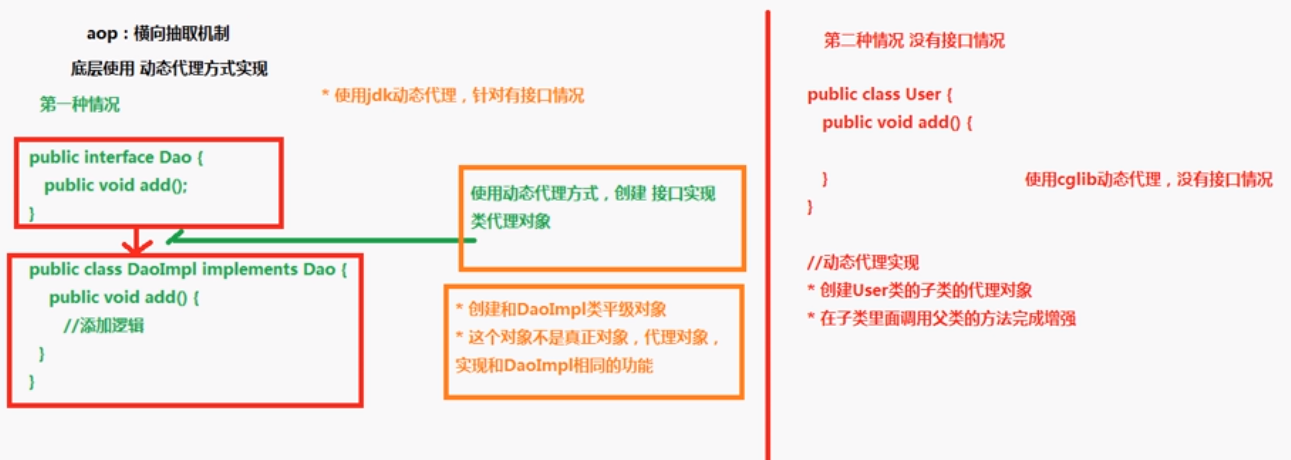 aop：横向抽取机制
底层使用 动态代理方式实现
第一种情况
* 使用jdk动态代理，针对有接口情况
public interface Dao {
public void add();
}
public class DaoImpl implements Dao {
public void add() {
//添加逻辑
}
}
使用动态代理方式，创建 接口实现
类代理对象
* 创建和DaoImpl类平级对象
* 这个对象不是真正对象，代理对象，
实现和DaoImpl相同的功能
第二种情况 没有接口情况
public class User {
public void add() {
}
使用cglib动态代理，没有接口情况
}
//动态代理实现
* 创建User类的子类的代理对象
* 在子类里面调用父类的方法完成增强